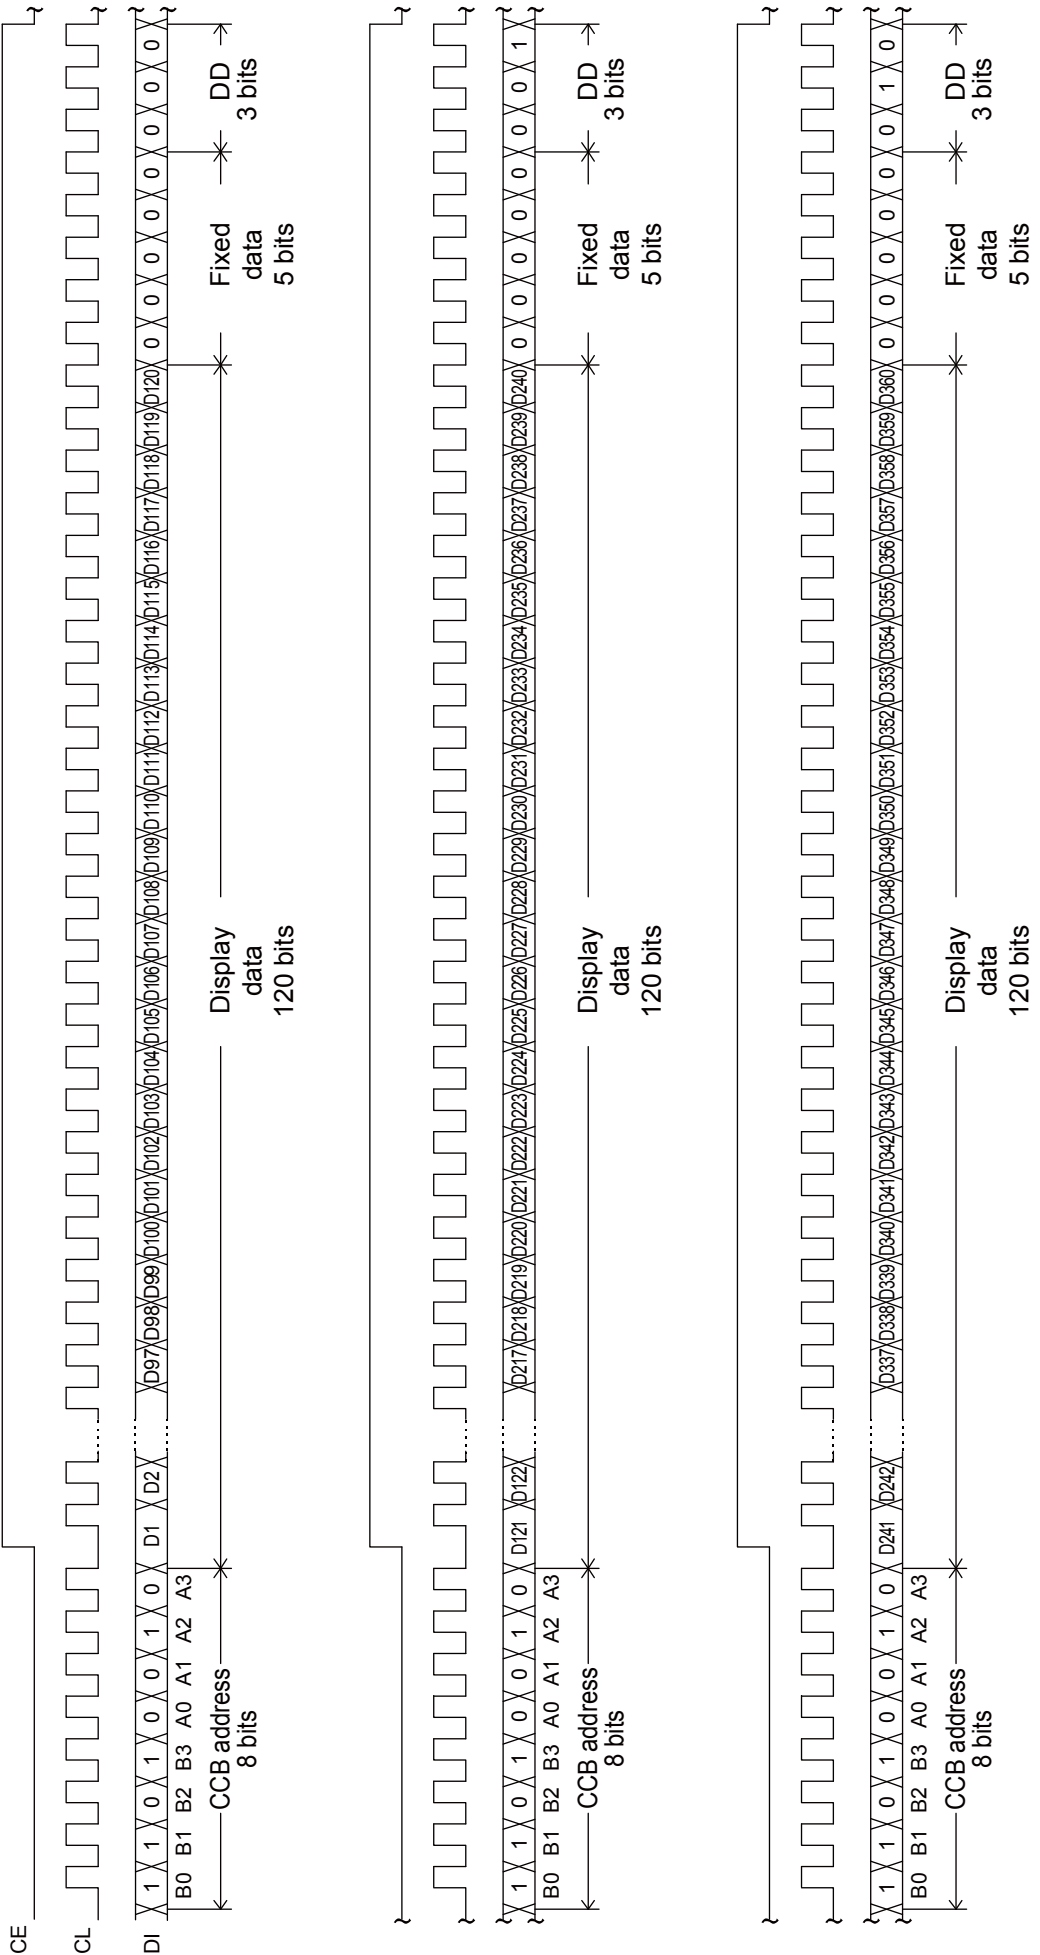 CE
CL
DI
1 1 0 1 0 0 1 0 D1 D2 D97 D98 D99 D100 D101 D102 D103 D104 D105 D106 D107 D108 D109 D110 D111 D112 D113 D114 D115 D116 D117 D118 D119 D120 0 0 0 0 0 0 0 0
B0 B1 B2 B3 A0 A1 A2 A3
CCB address
8 bits
Display
data
120 bits
Fixed
data
5 bits
DD
3 bits
1 1 0 1 0 0 1 0 D121 D122 D217 D218 D219 D220 D221 D222 D223 D224 D225 D226 D227 D228 D229 D230 D231 D232 D233 D234 D235 D236 D237 D238 D239 D240 0 0 0 0 0 0 0 1
B0 B1 B2 B3 A0 A1 A2 A3
CCB address
8 bits
Display
data
120 bits
Fixed
data
5 bits
DD
3 bits
1 1 0 1 0 0 1 0 D241 D242 D337 D338 D339 D340 D341 D342 D343 D344 D345 D346 D347 D348 D349 D350 D351 D352 D353 D354 D355 D356 D357 D358 D359 D360 0 0 0 0 0 0 1 0
B0 B1 B2 B3 A0 A1 A2 A3
CCB address
8 bits
Display
data
120 bits
Fixed
data
5 bits
DD
3 bits